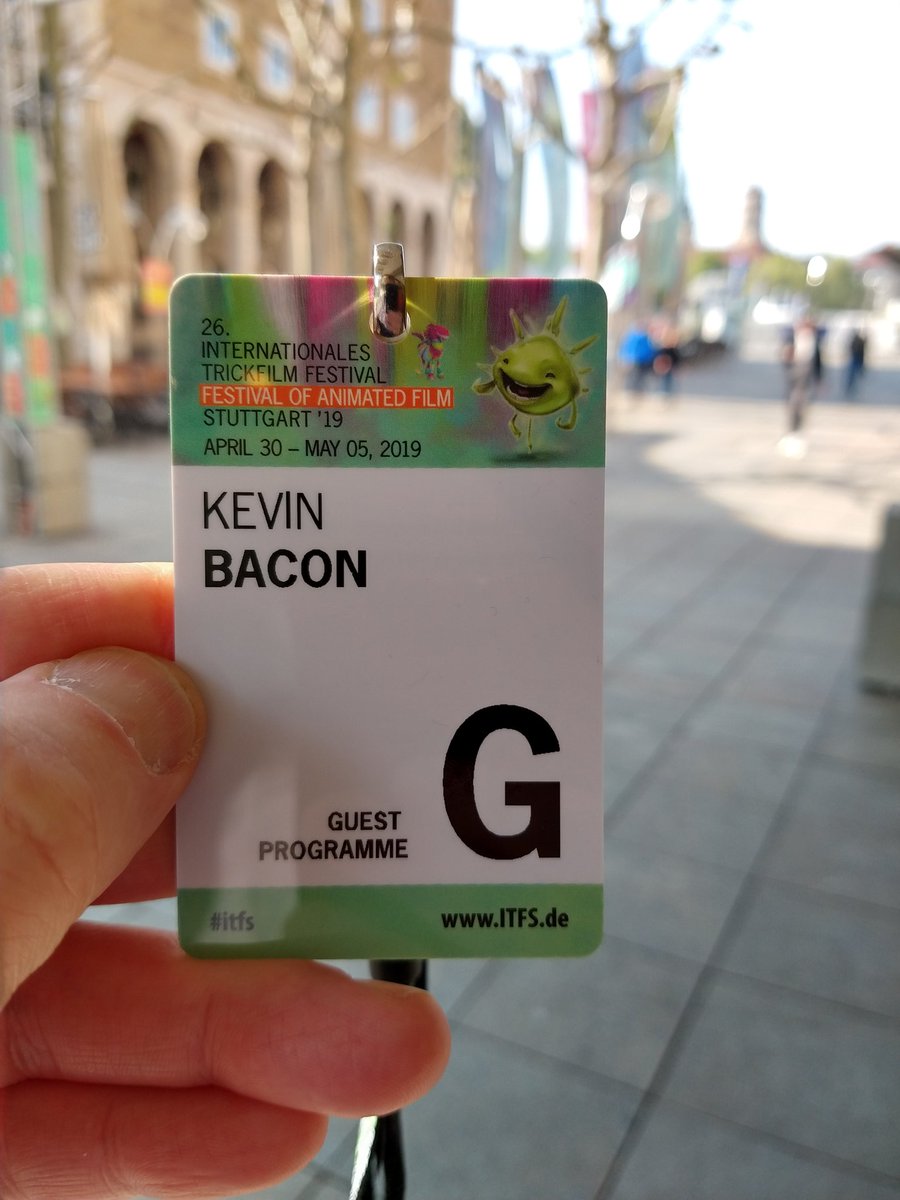 26.
INTERNATIONALES
TRICKFILM FESTIVAL
FESTIVAL OF ANIMATED FILM
STUTTGART '19
APRIL 30 – MAY 05, 2019
KEVIN
BACON
G
GUEST
PROGRAMME
#itfs
www.ITFS.de